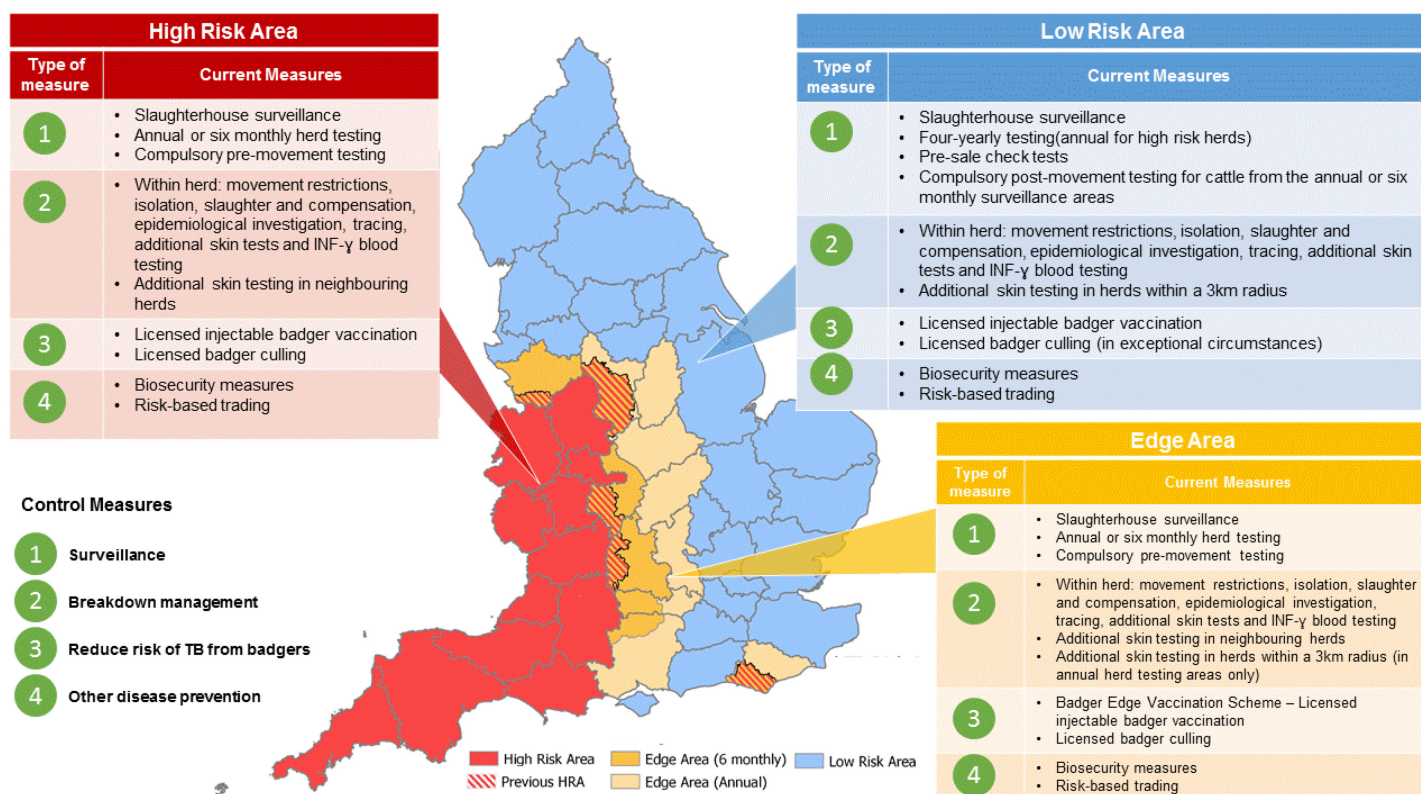 High Risk Area
Type of
measure
Current Measures
1
• Slaughterhouse surveillance
• Annual or six monthly herd testing
• Compulsory pre-movement testing
2
• Within herd: movement restrictions,
isolation, slaughter and compensation,
epidemiological investigation, tracing,
additional skin tests and INF-ɣ blood
testing
• Additional skin testing in neighbouring
herds
3
• Licensed injectable badger vaccination
• Licensed badger culling
4
• Biosecurity measures
• Risk-based trading
Low Risk Area
Type of
measure
Current Measures
1
• Slaughterhouse surveillance
• Four-yearly testing(annual for high risk herds)
• Pre-sale check tests
• Compulsory post-movement testing for cattle from the annual or six
monthly surveillance areas
2
• Within herd: movement restrictions, isolation, slaughter and
compensation, epidemiological investigation, tracing, additional skin
tests and INF-ɣ blood testing
• Additional skin testing in herds within a 3km radius
3
• Licensed injectable badger vaccination
• Licensed badger culling (in exceptional circumstances)
4
• Biosecurity measures
• Risk-based trading
Edge Area
Type of
measure
Current Measures
1
• Slaughterhouse surveillance
• Annual or six monthly herd testing
• Compulsory pre-movement testing
2
• Within herd: movement restrictions, isolation, slaughter
and compensation, epidemiological investigation,
tracing, additional skin tests and INF-ɣ blood testing
• Additional skin testing in neighbouring herds
• Additional skin testing in herds within a 3km radius (in
annual herd testing areas only)
3
• Badger Edge Vaccination Scheme – Licensed
injectable badger vaccination
• Licensed badger culling
4
• Biosecurity measures
• Risk-based trading
Control Measures
1 Surveillance
2 Breakdown management
3 Reduce risk of TB from badgers
4 Other disease prevention
High Risk Area
Previous HRA
Edge Area (6 monthly)
Edge Area (Annual)
Low Risk Area